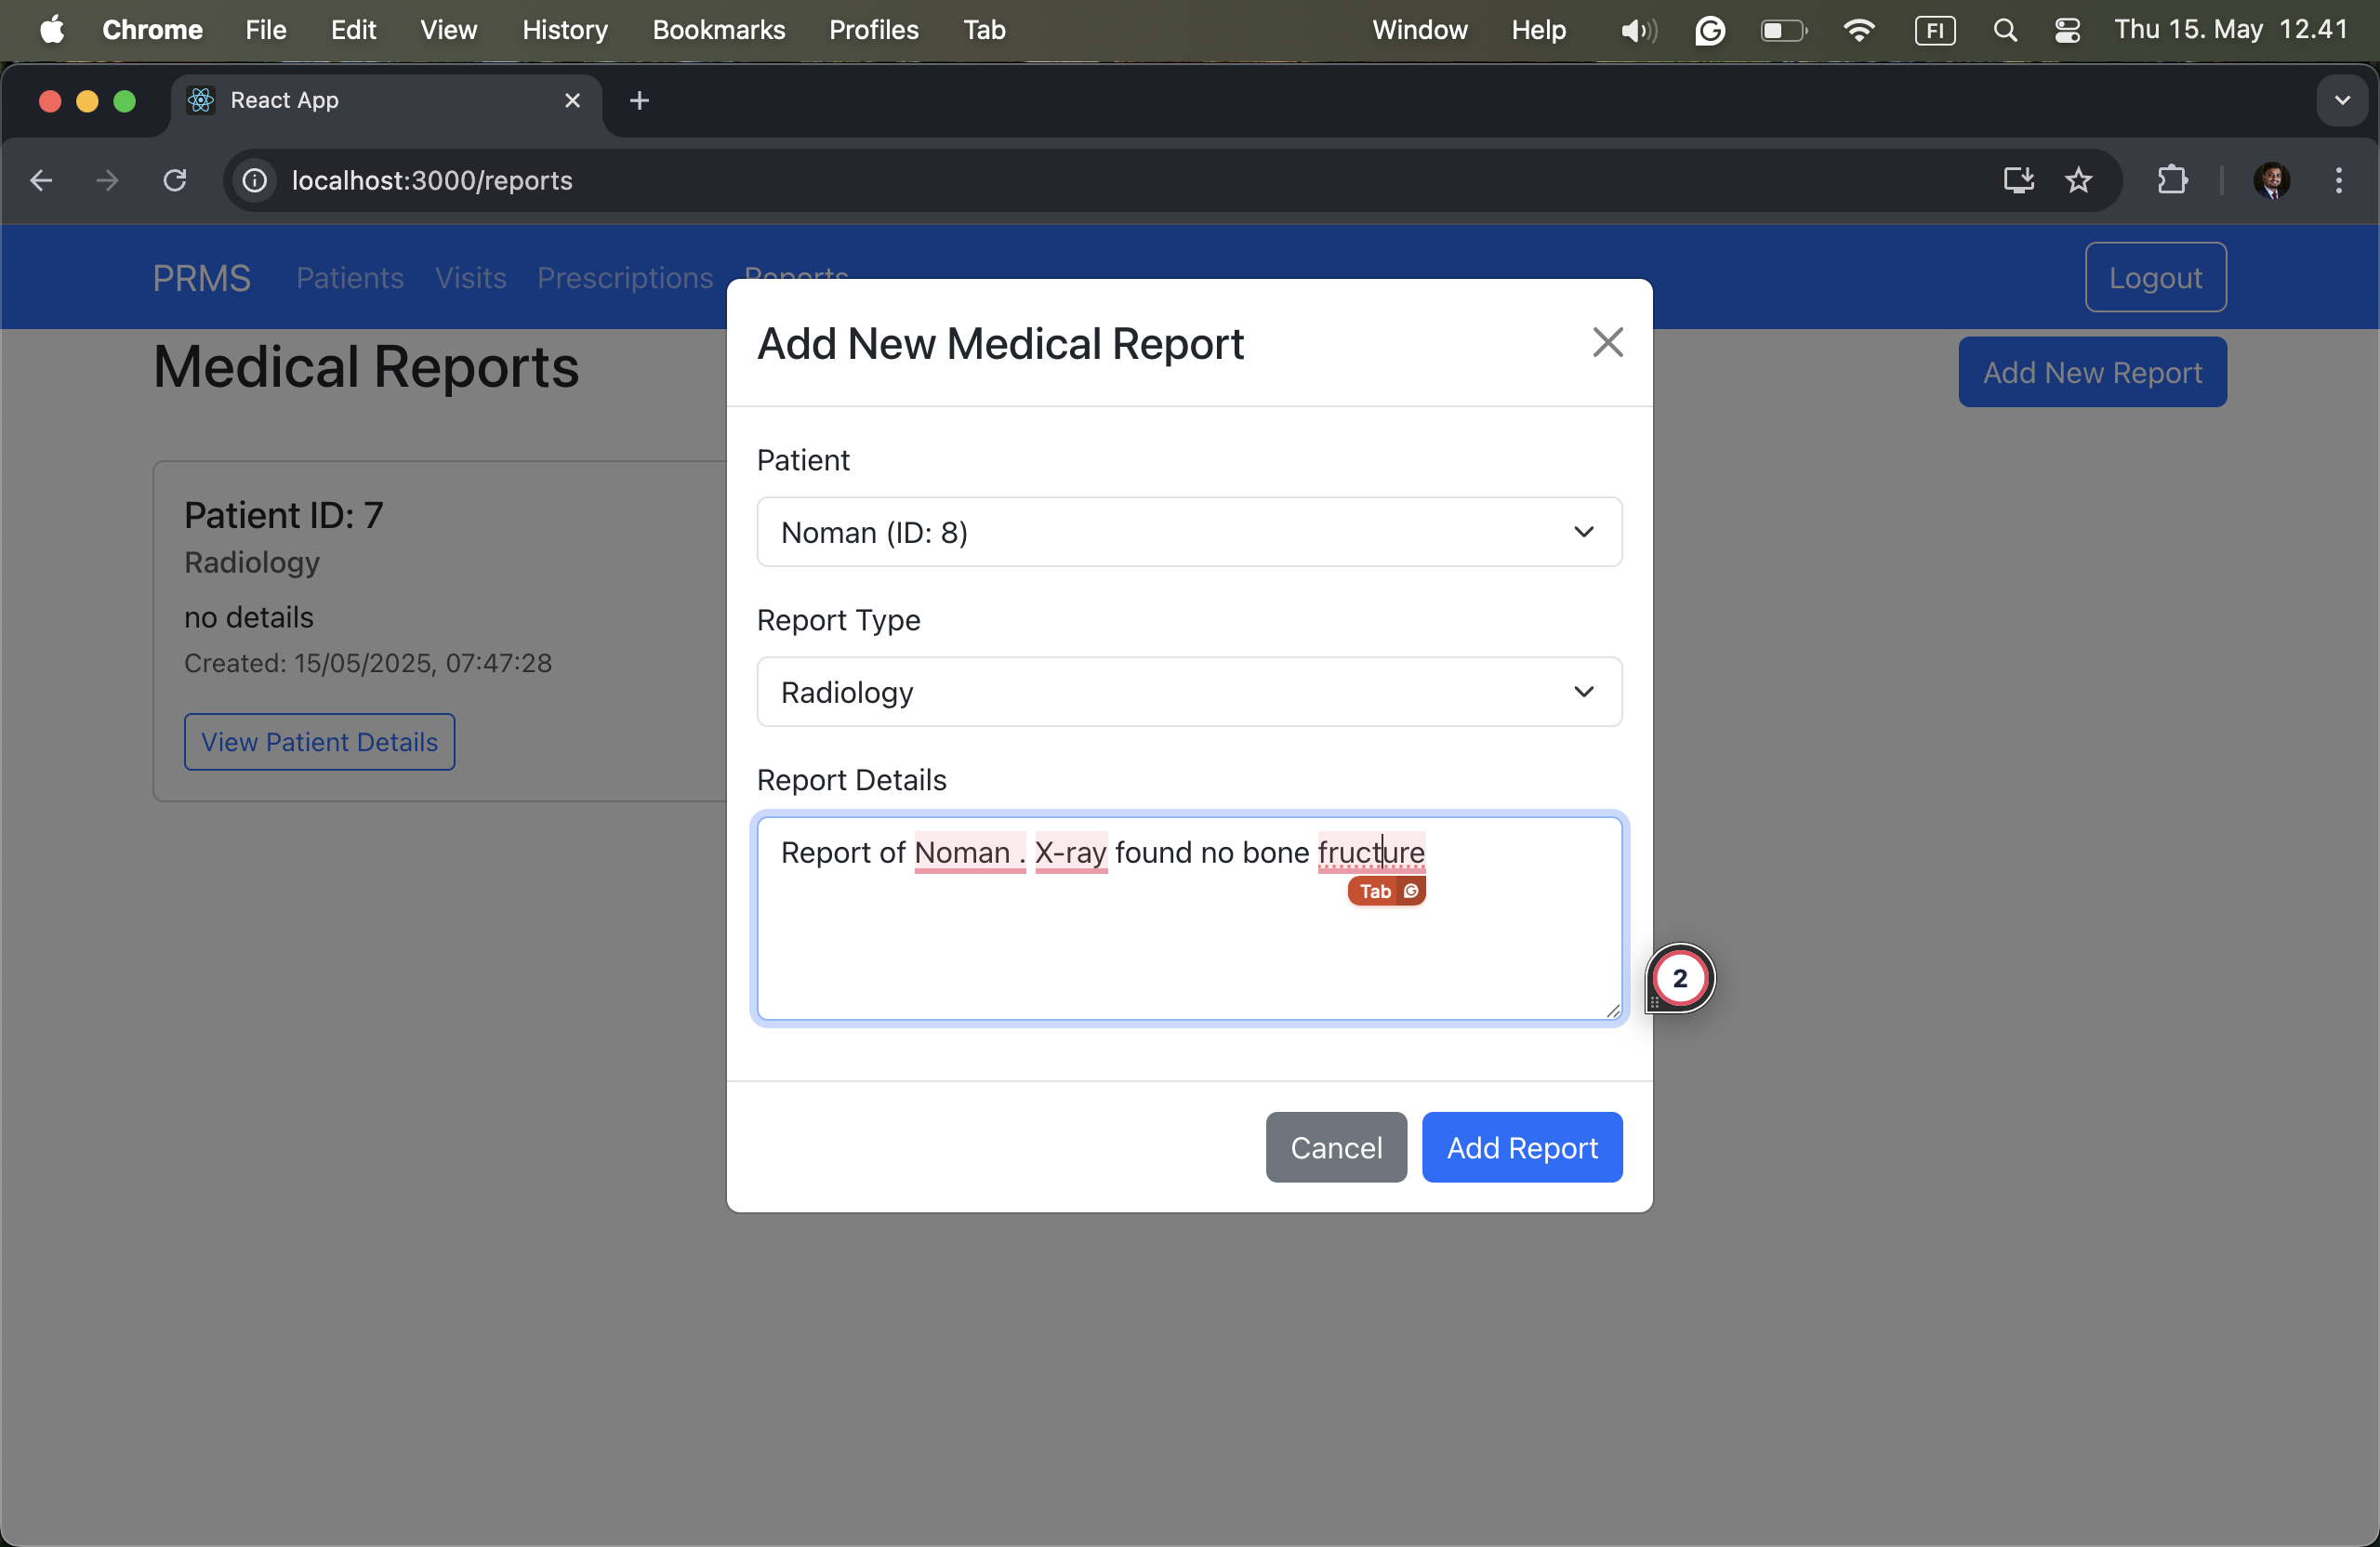 Chrome File Edit View History Bookmarks Profiles Tab Window Help FI Thu 15. May 12.41
React App
localhost:3000/reports
PRMS Patients Visits Prescriptions Reports Logout
Medical Reports
Add New Report
Patient ID: 7
Radiology
no details
Created: 15/05/2025, 07:47:28
View Patient Details
Add New Medical Report
Patient
Noman (ID: 8)
Report Type
Radiology
Report Details
Report of Noman . X-ray found no bone fructure
Tab
2
Cancel Add Report